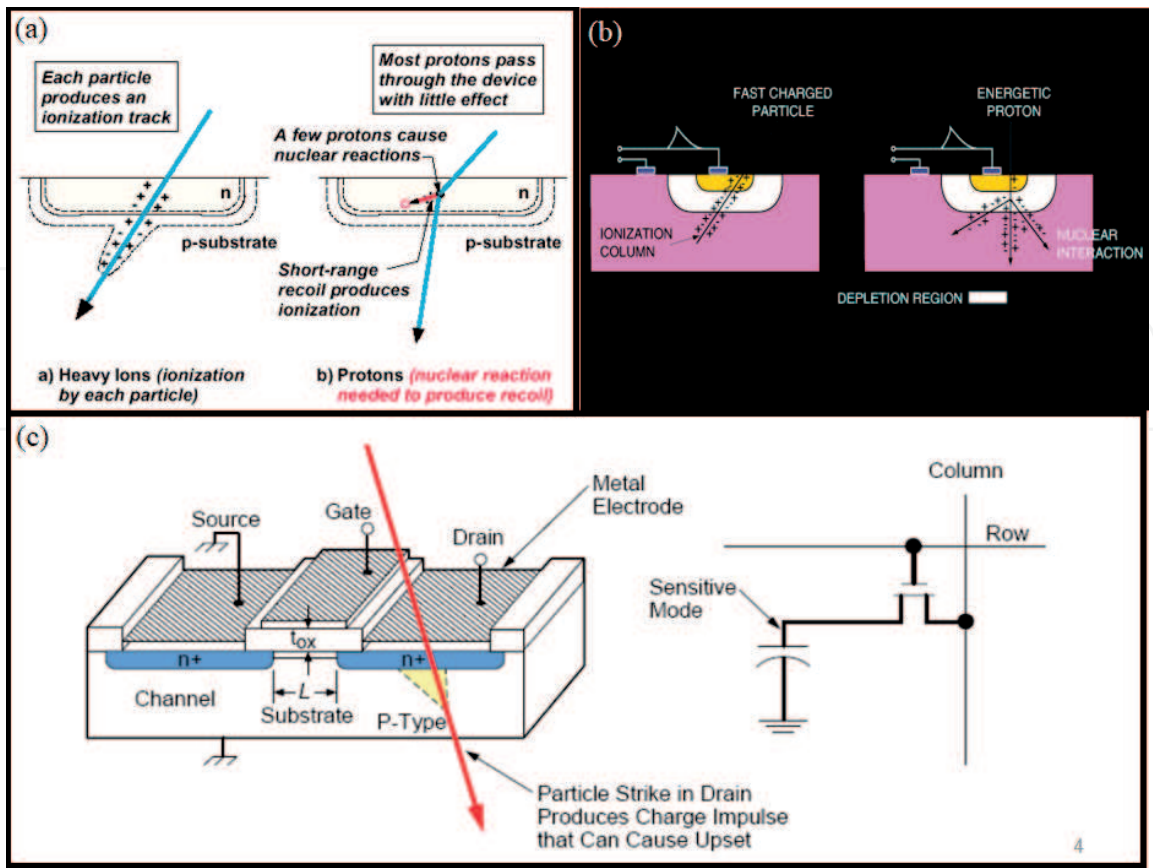 (a)
Each particle
produces an
ionization track
Most protons pass
through the device
with little effect
A few protons cause
nuclear reactions
n
n
p-substrate
p-substrate
Short-range
recoil produces
ionization
a) Heavy Ions (ionization
by each particle)
b) Protons (nuclear reaction
needed to produce recoil)
(b)
FAST CHARGED
PARTICLE
ENERGETIC
PROTON
IONIZATION
COLUMN
NUCLEAR
INTERACTION
DEPLETION REGION
(c)
Source
Gate
Drain
Metal
Electrode
tox
n+
n+
Channel
L
Substrate
P-Type
Particle Strike in Drain
Produces Charge Impulse
that Can Cause Upset
Column
Row
Sensitive
Mode
4